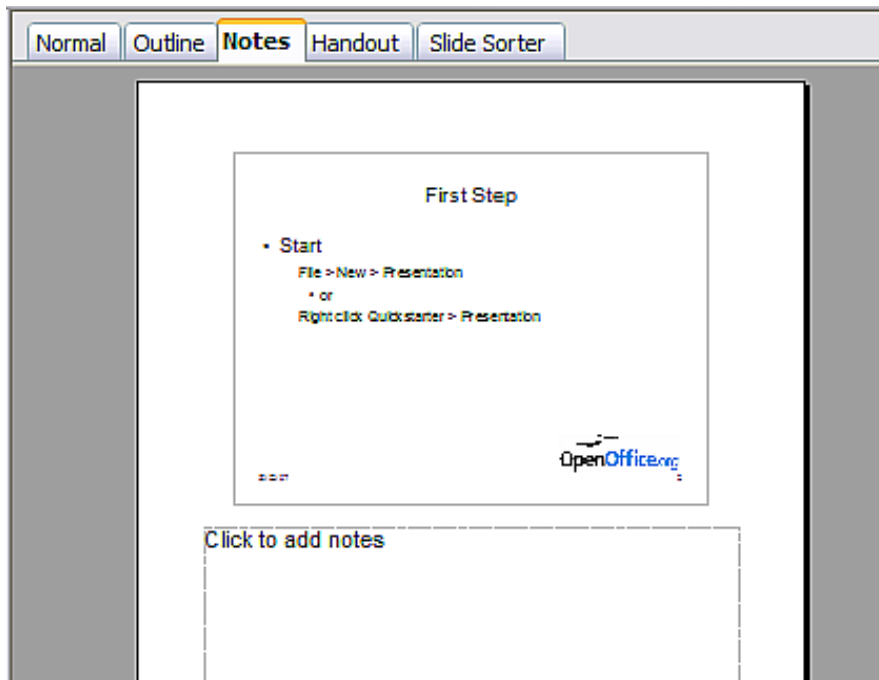 Normal Outline Notes Handout Slide Sorter
First Step
• Start
File > New > Presentation
• or
Right click Quickstarter > Presentation
OpenOffice.org
Click to add notes